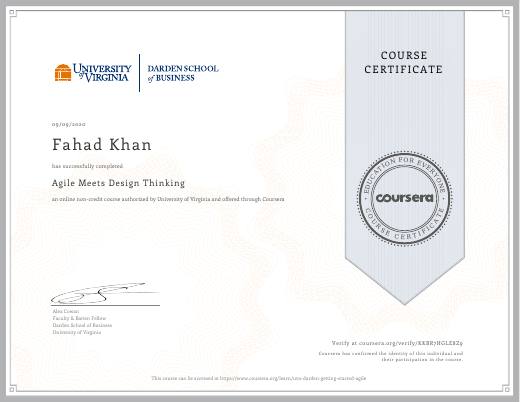 UNIVERSITY of VIRGINIA
DARDEN SCHOOL of BUSINESS
COURSE
CERTIFICATE
09/09/2020
Fahad Khan
has successfully completed
Agile Meets Design Thinking
an online non-credit course authorized by University of Virginia and offered through Coursera
EDUCATION FOR EVERYONE
coursera
COURSE CERTIFICATE
Alex Cowan
Faculty & Batten Fellow
Darden School of Business
University of Virginia
Verify at
Coursera has confirmed the identity of this individual and
their participation in the course.
This course can be accessed at https://www.coursera.org/learn/uva-darden-getting-started-agile